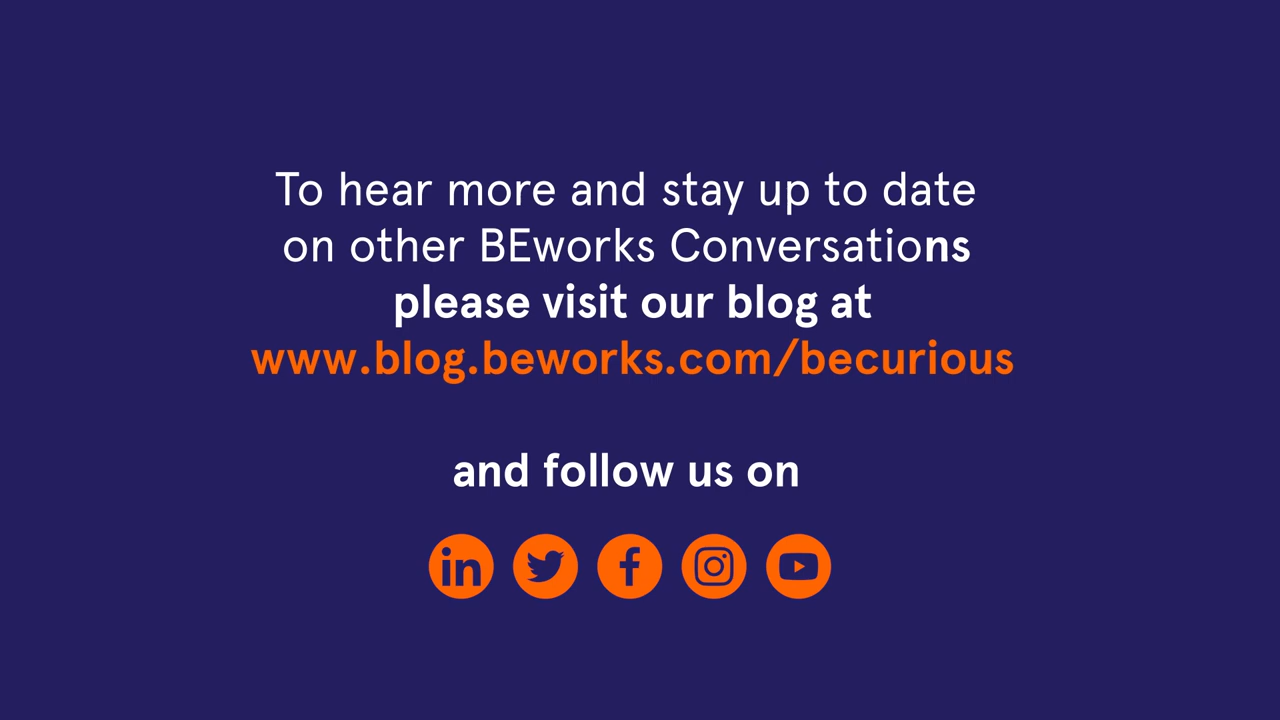 To hear more and stay up to date
on other BEworks Conversations
please visit our blog at
www.blog.beworks.com/becurious
and follow us on
in